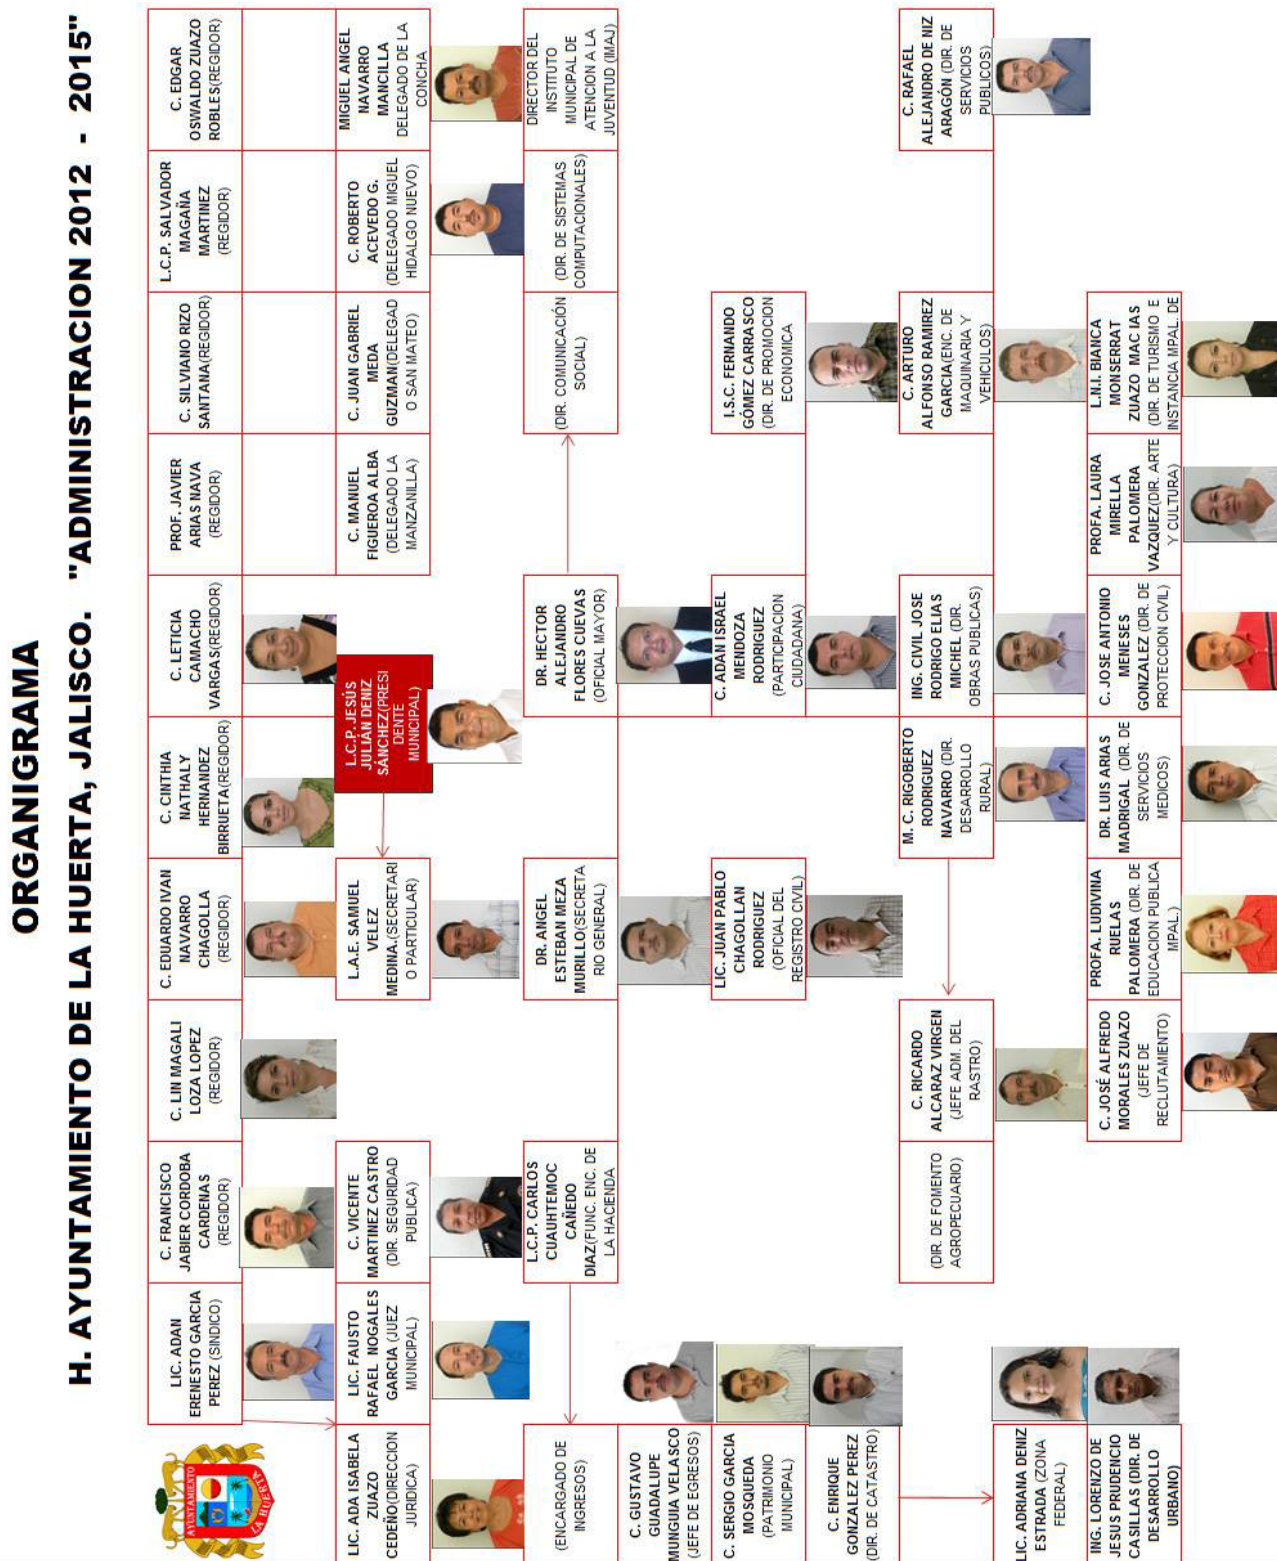 ORGANIGRAMA
H. AYUNTAMIENTO DE LA HUERTA, JALISCO. "ADMINISTRACION 2012 - 2015"
AYUNTAMIENTO
LA HUERTA
LIC. ADAN
ERENESTO GARCIA
PEREZ (SINDICO)
C. FRANCISCO
JABIER CORDOBA
CARDENAS
(REGIDOR)
C. LIN MAGALI
LOZA LOPEZ
(REGIDOR)
C. EDUARDO IVAN
NAVARRO
CHAGOLLA
(REGIDOR)
C. CINTHIA
NATHALY
HERNANDEZ
BIRRUETA(REGIDOR)
C. LETICIA
CAMACHO
VARGAS(REGIDOR)
PROF. JAVIER
ARIAS NAVA
(REGIDOR)
C. SILVIANO RIZO
SANTANA(REGIDOR)
L.C.P. SALVADOR
MAGAÑA
MARTINEZ
(REGIDOR)
C. EDGAR
OSWALDO ZUAZO
ROBLES(REGIDOR)
LIC. ADA ISABELA
ZUAZO
CEDEÑO(DIRECCION
JURIDICA)
LIC. FAUSTO
RAFAEL NOGALES
GARCIA (JUEZ
MUNICIPAL)
C. VICENTE
MARTINEZ CASTRO
(DIR. SEGURIDAD
PUBLICA)
L.A.E. SAMUEL
VELEZ
MEDINA.(SECRETARI
O PARTICULAR)
L.C.P. JESÚS
JULIÁN DENIZ
SÁNCHEZ(PRESI
DENTE
MUNICIPAL)
C. MANUEL
FIGUEROA ALBA
(DELEGADO LA
MANZANILLA)
C. JUAN GABRIEL
MEDA
GUZMAN(DELEGAD
O SAN MATEO)
C. ROBERTO
ACEVEDO G.
(DELEGADO MIGUEL
HIDALGO NUEVO)
MIGUEL ANGEL
NAVARRO
MANCILLA
DELEGADO DE LA
CONCHA
(ENCARGADO DE
INGRESOS)
L.C.P. CARLOS
CUAUHTEMOC
CAÑEDO
DIAZ(FUNC. ENC. DE
LA HACIENDA
DR. ANGEL
ESTEBAN MEZA
MURILLO(SECRETA
RIO GENERAL)
DR. HECTOR
ALEJANDRO
FLORES CUEVAS
(OFICIAL MAYOR)
(DIR. COMUNICACIÓN
SOCIAL)
(DIR. DE SISTEMAS
COMPUTACIONALES)
DIRECTOR DEL
INSTITUTO
MUNICIPAL DE
ATENCION A LA
JUVENTUD (IMAJ)
C. GUSTAVO
GUADALUPE
MUNGUIA VELASCO
(JEFE DE EGRESOS)
C. SERGIO GARCIA
MOSQUEDA
(PATRIMONIO
MUNICIPAL)
LIC. JUAN PABLO
CHAGOLLAN
RODRIGUEZ
(OFICIAL DEL
REGISTRO CIVIL)
C. ADAN ISRAEL
MENDOZA
RODRIGUEZ
(PARTICIPACION
CIUDADANA)
I.S.C. FERNANDO
GÓMEZ CARRASCO
(DIR. DE PROMOCION
ECONOMICA
C. ENRIQUE
GONZALEZ PEREZ
(DIR. DE CATASTRO)
(DIR. DE FOMENTO
AGROPECUARIO)
C. RICARDO
ALCARAZ VIRGEN
(JEFE ADM. DEL
RASTRO)
M. C. RIGOBERTO
RODRIGUEZ
NAVARRO (DIR.
DESARROLLO
RURAL)
ING. CIVIL JOSE
RODRIGO ELIAS
MICHEL (DIR.
OBRAS PUBLICAS)
C. ARTURO
ALFONSO RAMIREZ
GARCIA(ENC. DE
MAQUINARIA Y
VEHICULOS)
C. RAFAEL
ALEJANDRO DE NIZ
ARAGÓN (DIR. DE
SERVICIOS
PUBLICOS)
LIC. ADRIANA DENIZ
ESTRADA (ZONA
FEDERAL)
ING. LORENZO DE
JESUS PRUDENCIO
CASILLAS (DIR. DE
DESARROLLO
URBANO)
C. JOSÉ ALFREDO
MORALES ZUAZO
(JEFE DE
RECLUTAMIENTO)
PROFA. LUDIVINA
RUELAS
PALOMERA (DIR. DE
EDUCACION PUBLICA
MPAL.)
DR. LUIS ARIAS
MADRIGAL (DIR. DE
SERVICIOS
MEDICOS)
C. JOSE ANTONIO
MENESES
GONZALEZ (DIR. DE
PROTECCION CIVIL)
PROFA. LAURA
MIRELLA
PALOMERA
VAZQUEZ(DIR. ARTE
Y CULTURA)
L.N.I. BIANCA
MONSERRAT
ZUAZO MACIAS
(DIR. DE TURISMO E
INSTANCIA MPAL. DE